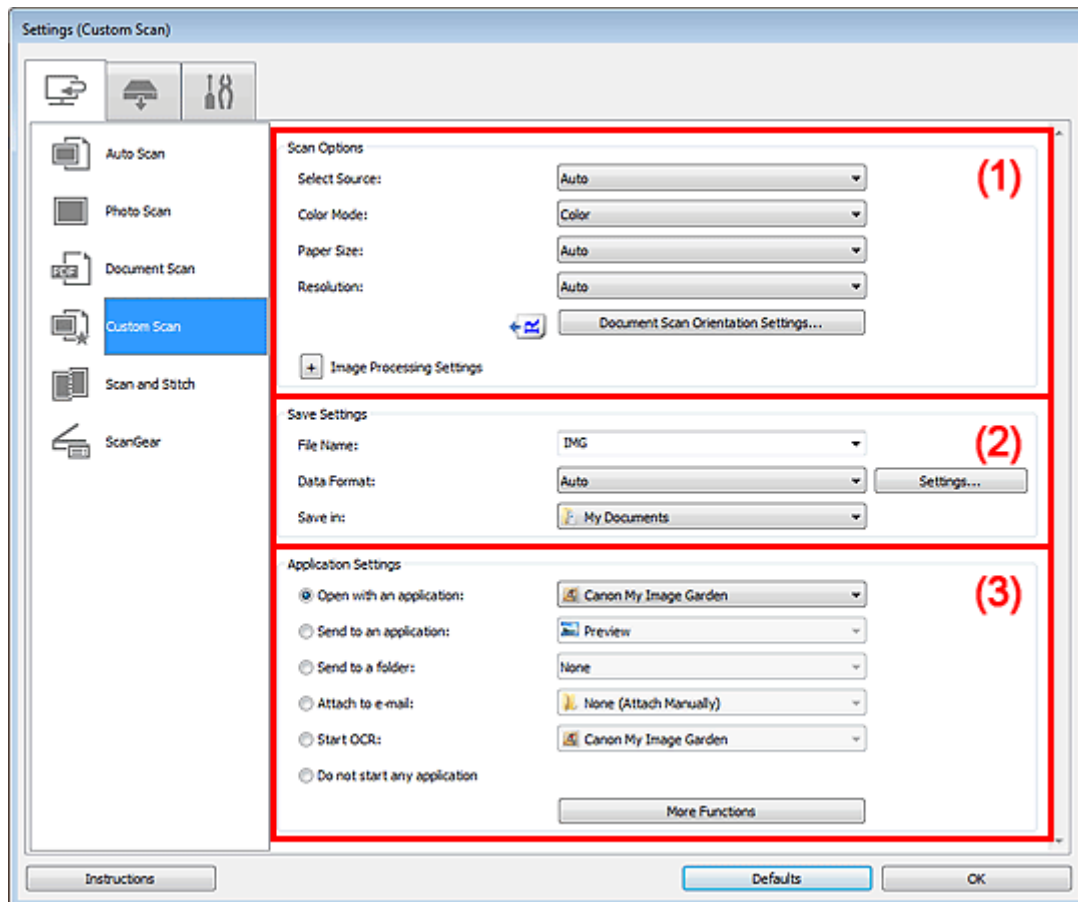 Settings (Custom Scan)
Auto Scan
Photo Scan
PDF
Document Scan
Custom Scan
Scan and Stitch
ScanGear
Scan Options
(1)
Select Source: Auto
Color Mode: Color
Paper Size: Auto
Resolution: Auto
R Document Scan Orientation Settings...
+ Image Processing Settings
Save Settings
(2)
File Name: IMG
Data Format: Auto Settings...
Save in: My Documents
Application Settings
(3)
Open with an application: Canon My Image Garden
Send to an application: Preview
Send to a folder: None
Attach to e-mail: None (Attach Manually)
Start OCR: Canon My Image Garden
Do not start any application
More Functions
Instructions Defaults OK